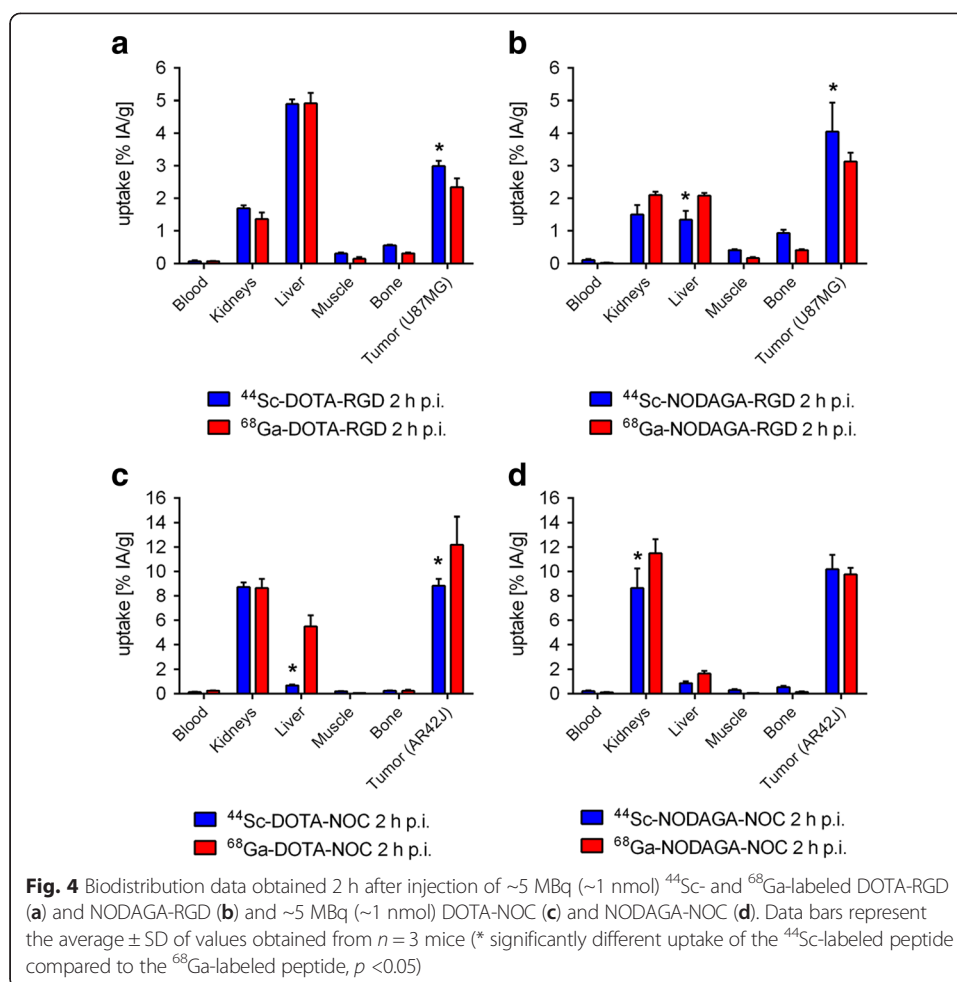 a
6
5
4
3
2
1
0
uptake [% IA/g]
Blood
Kidneys
Liver
Muscle
Bone
Tumor (U87MG)
*
⁴⁴Sc-DOTA-RGD 2 h p.i.
⁶⁸Ga-DOTA-RGD 2 h p.i.
b
6
5
4
3
2
1
0
uptake [% IA/g]
Blood
Kidneys
Liver
Muscle
Bone
Tumor (U87MG)
*
*
⁴⁴Sc-NODAGA-RGD 2 h p.i.
⁶⁸Ga-NODAGA-RGD 2 h p.i.
c
16
14
12
10
8
6
4
2
0
uptake [% IA/g]
Blood
Kidneys
Liver
Muscle
Bone
Tumor (AR42J)
*
*
⁴⁴Sc-DOTA-NOC 2 h p.i.
⁶⁸Ga-DOTA-NOC 2 h p.i.
d
16
14
12
10
8
6
4
2
0
uptake [% IA/g]
Blood
Kidneys
Liver
Muscle
Bone
Tumor (AR42J)
*
⁴⁴Sc-NODAGA-NOC 2 h p.i.
⁶⁸Ga-NODAGA-NOC 2 h p.i.
Fig. 4 Biodistribution data obtained 2 h after injection of ~5 MBq (~1 nmol) ⁴⁴Sc- and ⁶⁸Ga-labeled DOTA-RGD
(a) and NODAGA-RGD (b) and ~5 MBq (~1 nmol) DOTA-NOC (c) and NODAGA-NOC (d). Data bars represent
the average ± SD of values obtained from n = 3 mice (* significantly different uptake of the ⁴⁴Sc-labeled peptide
compared to the ⁶⁸Ga-labeled peptide, p <0.05)